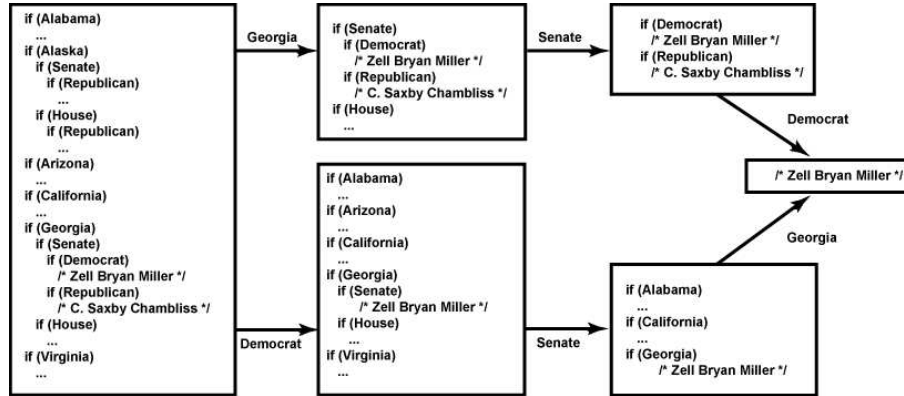 if (Alabama)
...
if (Alaska)
if (Senate)
if (Republican)
...
if (House)
if (Republican)
...
if (Arizona)
...
if (California)
...
if (Georgia)
if (Senate)
if (Democrat)
/* Zell Bryan Miller */
if (Republican)
/* C. Saxby Chambliss */
if (House)
...
if (Virginia)
...
Georgia
if (Senate)
if (Democrat)
/* Zell Bryan Miller */
if (Republican)
/* C. Saxby Chambliss */
if (House)
...
Senate
if (Democrat)
/* Zell Bryan Miller */
if (Republican)
/* C. Saxby Chambliss */
Democrat
/* Zell Bryan Miller */
Democrat
if (Alabama)
...
if (Arizona)
...
if (California)
...
if (Georgia)
if (Senate)
/* Zell Bryan Miller */
if (House)
...
if (Virginia)
...
Senate
if (Alabama)
...
if (California)
...
if (Georgia)
/* Zell Bryan Miller */
Georgia